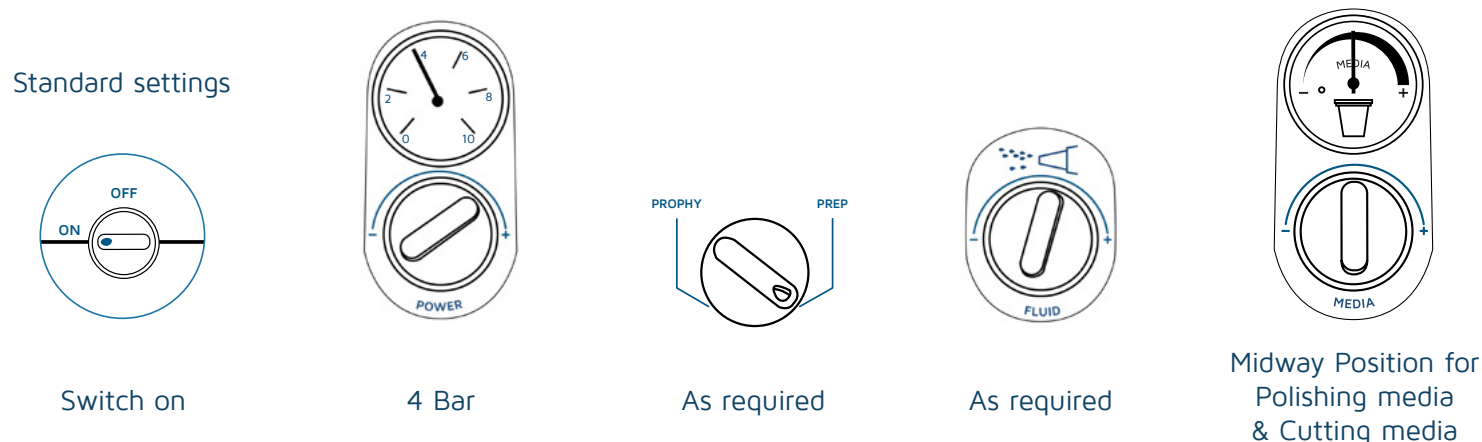 Standard settings
OFF
ON
Switch on
0
2
4
6
8
10
-
+
POWER
4 Bar
PROPHY
PREP
As required
-
+
FLUID
As required
MEDIA
-
+
-
+
MEDIA
Midway Position for
Polishing media
& Cutting media